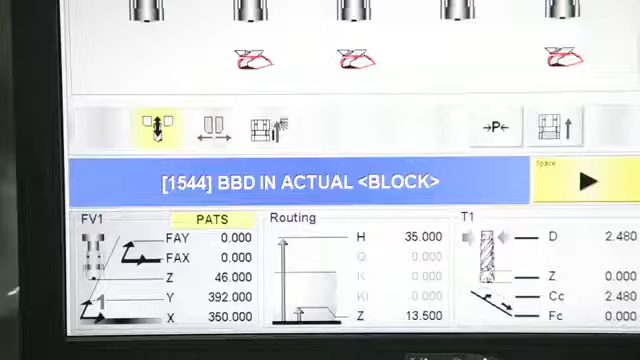 →P←
[1544] BBD IN ACTUAL <BLOCK>
Space
FV1 PATS
FAY 0.000
FAX 0.000
Z 46.000
Y 392.000
X 350.000
1
Routing
H 35.000
Q 0.000
K 0.000
KI 0.000
Z 13.500
T1
D 2.480
Z 0.000
Cc 2.480
Fc 0.000